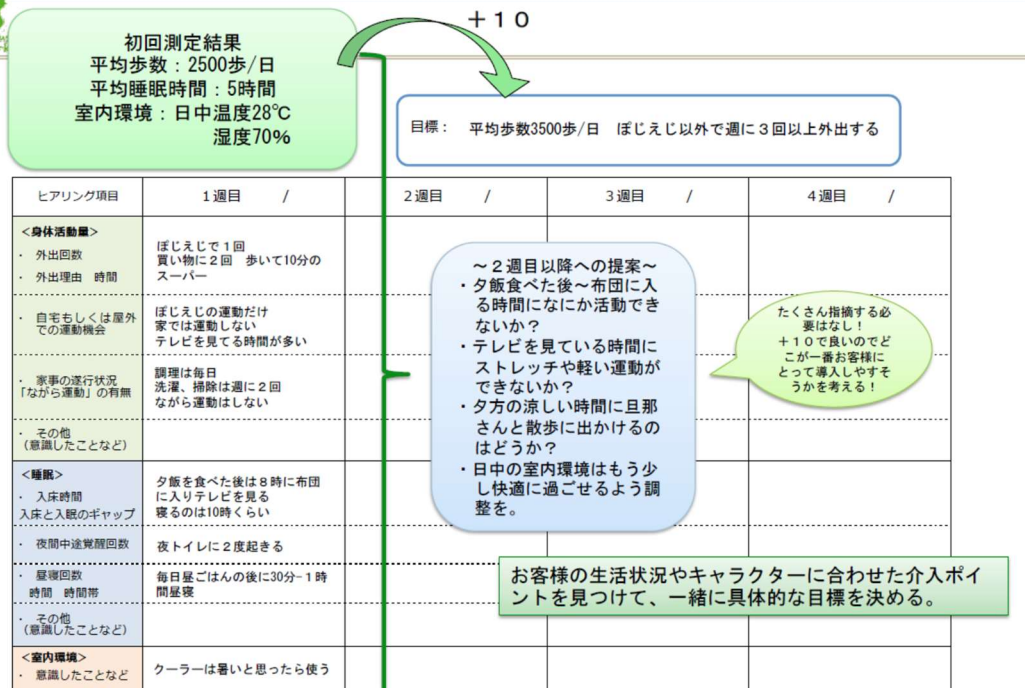 ＋１０
初回測定結果
平均歩数：2500歩/日
平均睡眠時間：5時間
室内環境：日中温度28℃
湿度70%
目標：　平均歩数3500歩/日　ぽじえじ以外で週に３回以上外出する
ヒアリング項目
１週目　　/
２週目　　/
３週目　　/
４週目　　/
＜身体活動量＞
・　外出回数
・　外出理由　時間
ぽじえじで１回
買い物に２回　歩いて10分の
スーパー
・　自宅もしくは屋外
での運動機会
ぽじえじの運動だけ
家では運動しない
テレビを見てる時間が多い
・　家事の遂行状況
「ながら運動」の有無
調理は毎日
洗濯、掃除は週に２回
ながら運動はしない
・　その他
（意識したことなど）
＜睡眠＞
・　入床時間
入床と入眠のギャップ
夕飯を食べた後は８時に布団
に入りテレビを見る
寝るのは10時くらい
・　夜間中途覚醒回数
夜トイレに２度起きる
・　昼寝回数
時間　時間帯
毎日昼ごはんの後に30分-１時
間昼寝
・　その他
（意識したことなど）
＜室内環境＞
・　意識したことなど
クーラーは暑いと思ったら使う
～２週目以降への提案～
・夕飯食べた後～布団に入
る時間になにか活動でき
ないか？
・テレビを見ている時間に
ストレッチや軽い運動が
できないか？
・夕方の涼しい時間に旦那
さんと散歩に出かけるの
はどうか？
・日中の室内環境はもう少
し快適に過ごせるよう調
整を。
たくさん指摘する必
要はなし！
＋１０で良いのでど
こが一番お客様に
とって導入しやすそ
うかを考える！
お客様の生活状況やキャラクターに合わせた介入ポイ
ントを見つけて、一緒に具体的な目標を決める。